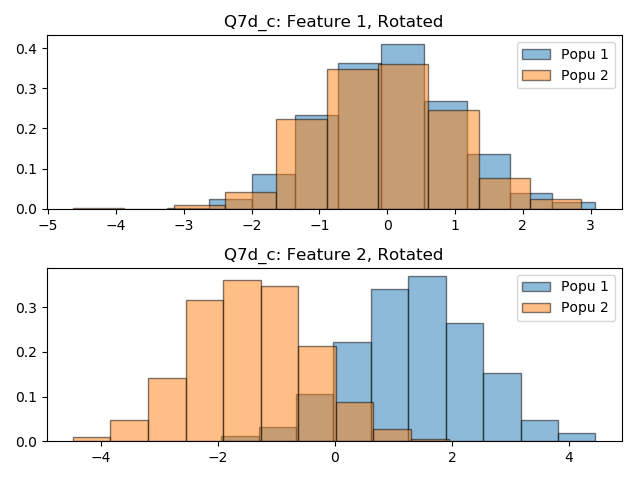 Q7d_c: Feature 1, Rotated
0.4
0.3
0.2
0.1
0.0
Popu 1
Popu 2
−5 −4 −3 −2 −1 0 1 2 3
Q7d_c: Feature 2, Rotated
0.3
0.2
0.1
0.0
Popu 1
Popu 2
−4 −2 0 2 4